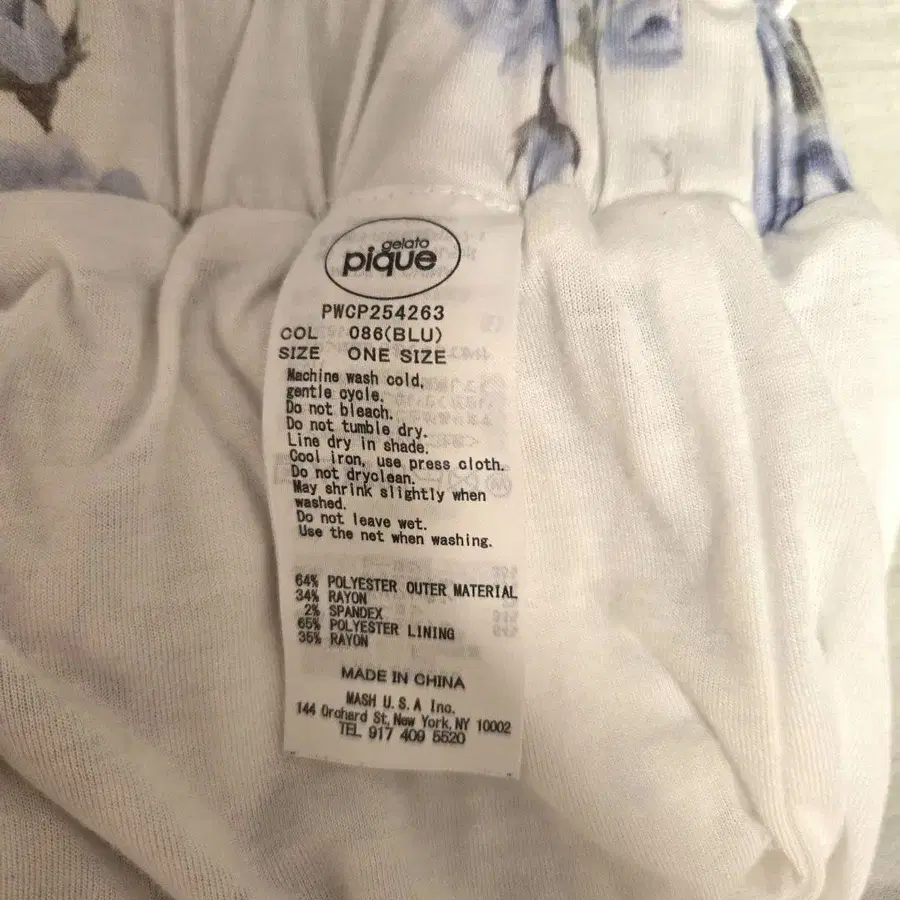 gelato
pique
PWCP254263
COL 086(BLU)
SIZE ONE SIZE
Machine wash cold,
gentle cycle.
Do not bleach.
Do not tumble dry.
Line dry in shade.
Cool iron, use press cloth.
Do not dryclean.
May shrink slightly when
washed.
Do not leave wet.
Use the net when washing.
64% POLYESTER OUTER MATERIAL
34% RAYON
2% SPANDEX
65% POLYESTER LINING
35% RAYON
MADE IN CHINA
MASH U.S.A Inc.
144 Orchard St, New York, NY 10002
TEL 917 409 5520